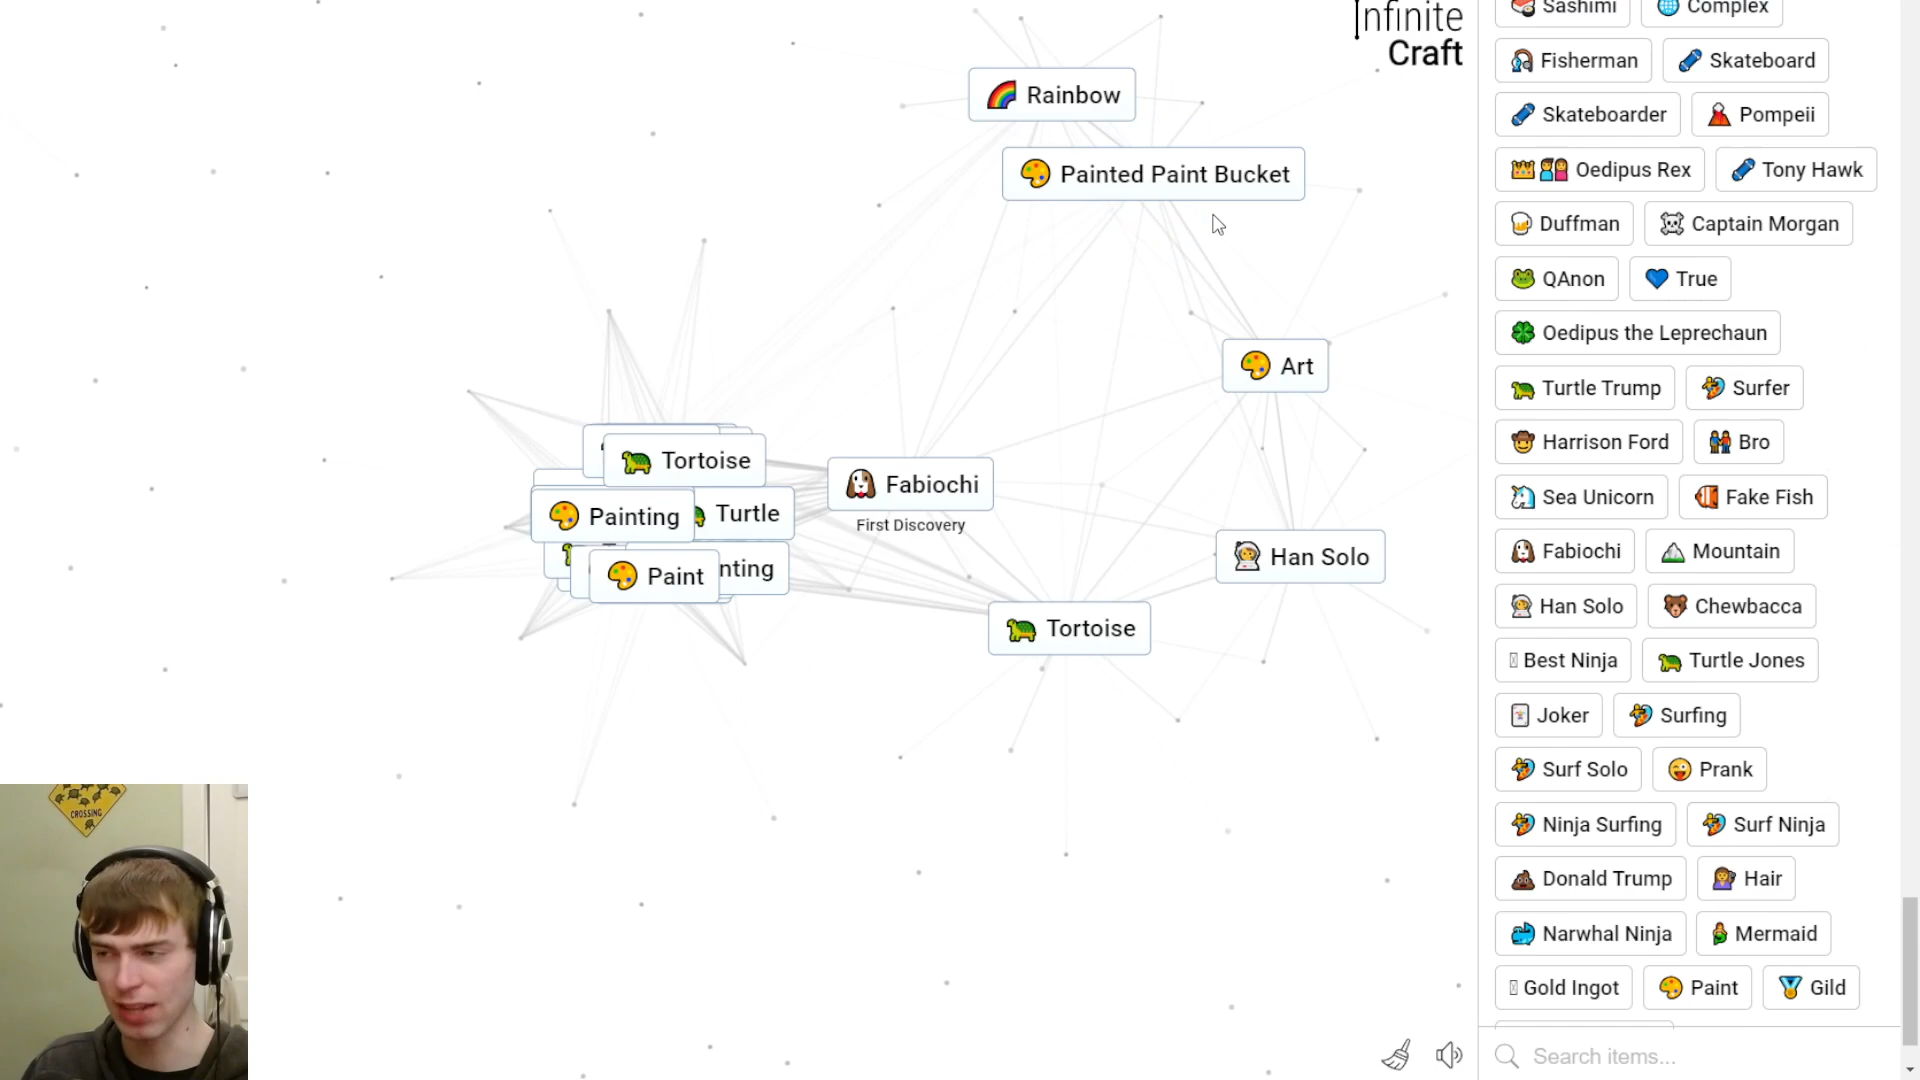 Infinite
Craft
Rainbow
Painted Paint Bucket
Art
Tortoise
Fabiochi
First Discovery
Painting
Turtle
Han Solo
Paint
nting
Tortoise
Sashimi
Complex
Fisherman
Skateboard
Skateboarder
Pompeii
Oedipus Rex
Tony Hawk
Duffman
Captain Morgan
QAnon
True
Oedipus the Leprechaun
Turtle Trump
Surfer
Harrison Ford
Bro
Sea Unicorn
Fake Fish
Fabiochi
Mountain
Han Solo
Chewbacca
Best Ninja
Turtle Jones
Joker
Surfing
Surf Solo
Prank
Ninja Surfing
Surf Ninja
Donald Trump
Hair
Narwhal Ninja
Mermaid
Gold Ingot
Paint
Gild
Search items...
CROSSING